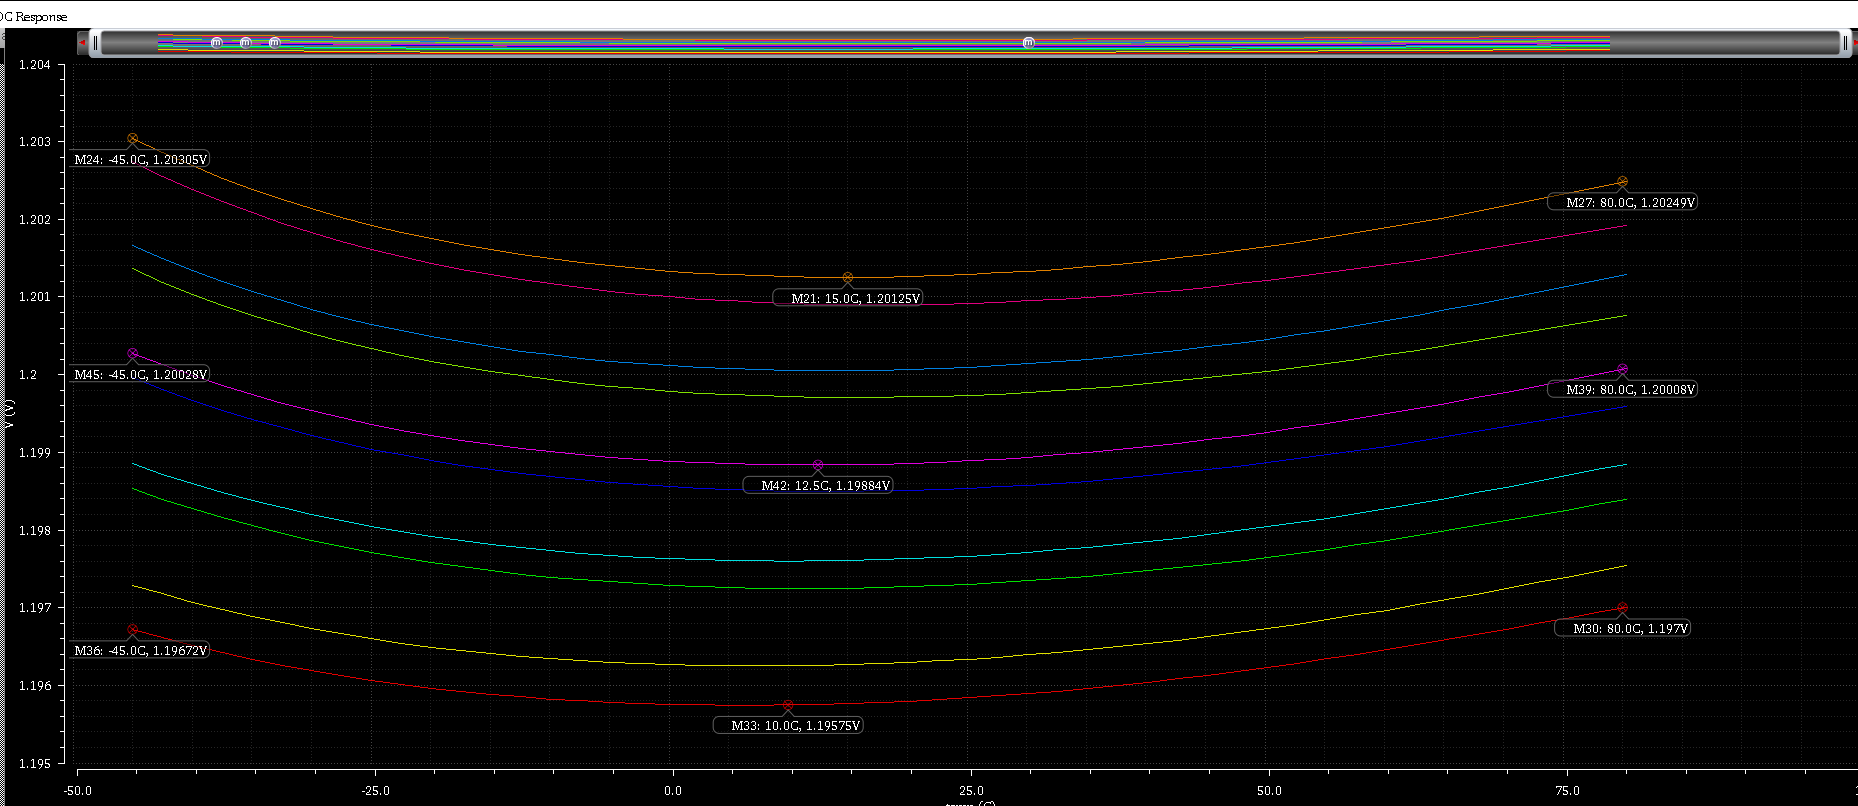 DC Response
m m m m
1.204
1.203
M24: -45.0C, 1.20305V
M27: 80.0C, 1.20249V
1.202
1.201
M21: 15.0C, 1.20125V
1.2
M45: -45.0C, 1.20028V
M39: 80.0C, 1.20008V
V (V)
1.199
M42: 12.5C, 1.19884V
1.198
1.197
M30: 80.0C, 1.197V
M36: -45.0C, 1.19672V
1.196
M33: 10.0C, 1.19575V
1.195
-50.0 -25.0 0.0 25.0 50.0 75.0
temp (C)